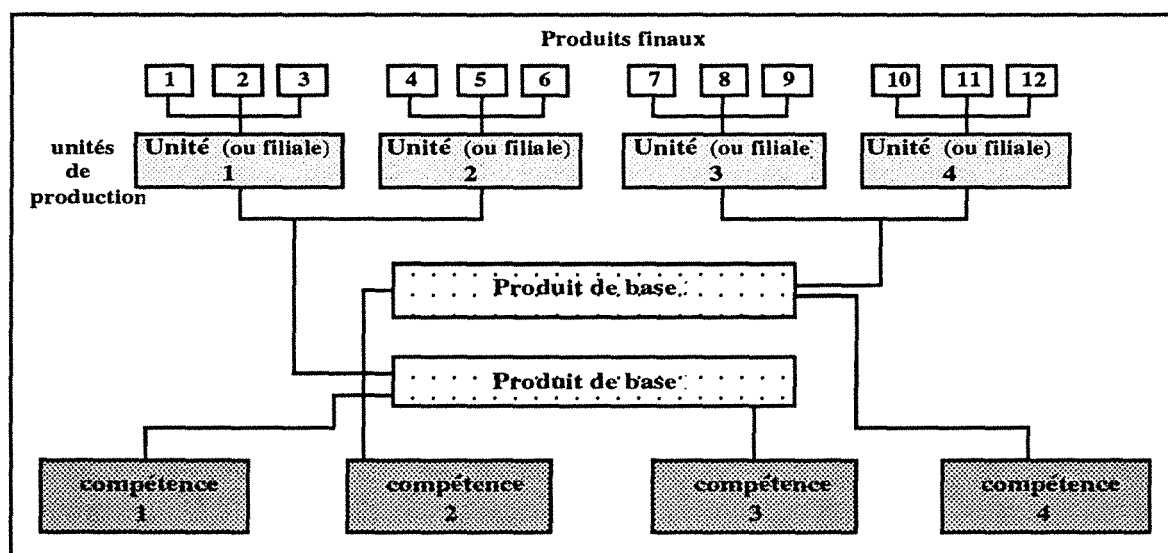 Produits finaux
1 2 3 4 5 6 7 8 9 10 11 12
unités
de
production
Unité (ou filiale)
1
Unité (ou filiale)
2
Unité (ou filiale)
3
Unité (ou filiale)
4
Produit de base
Produit de base
compétence
1
compétence
2
compétence
3
compétence
4